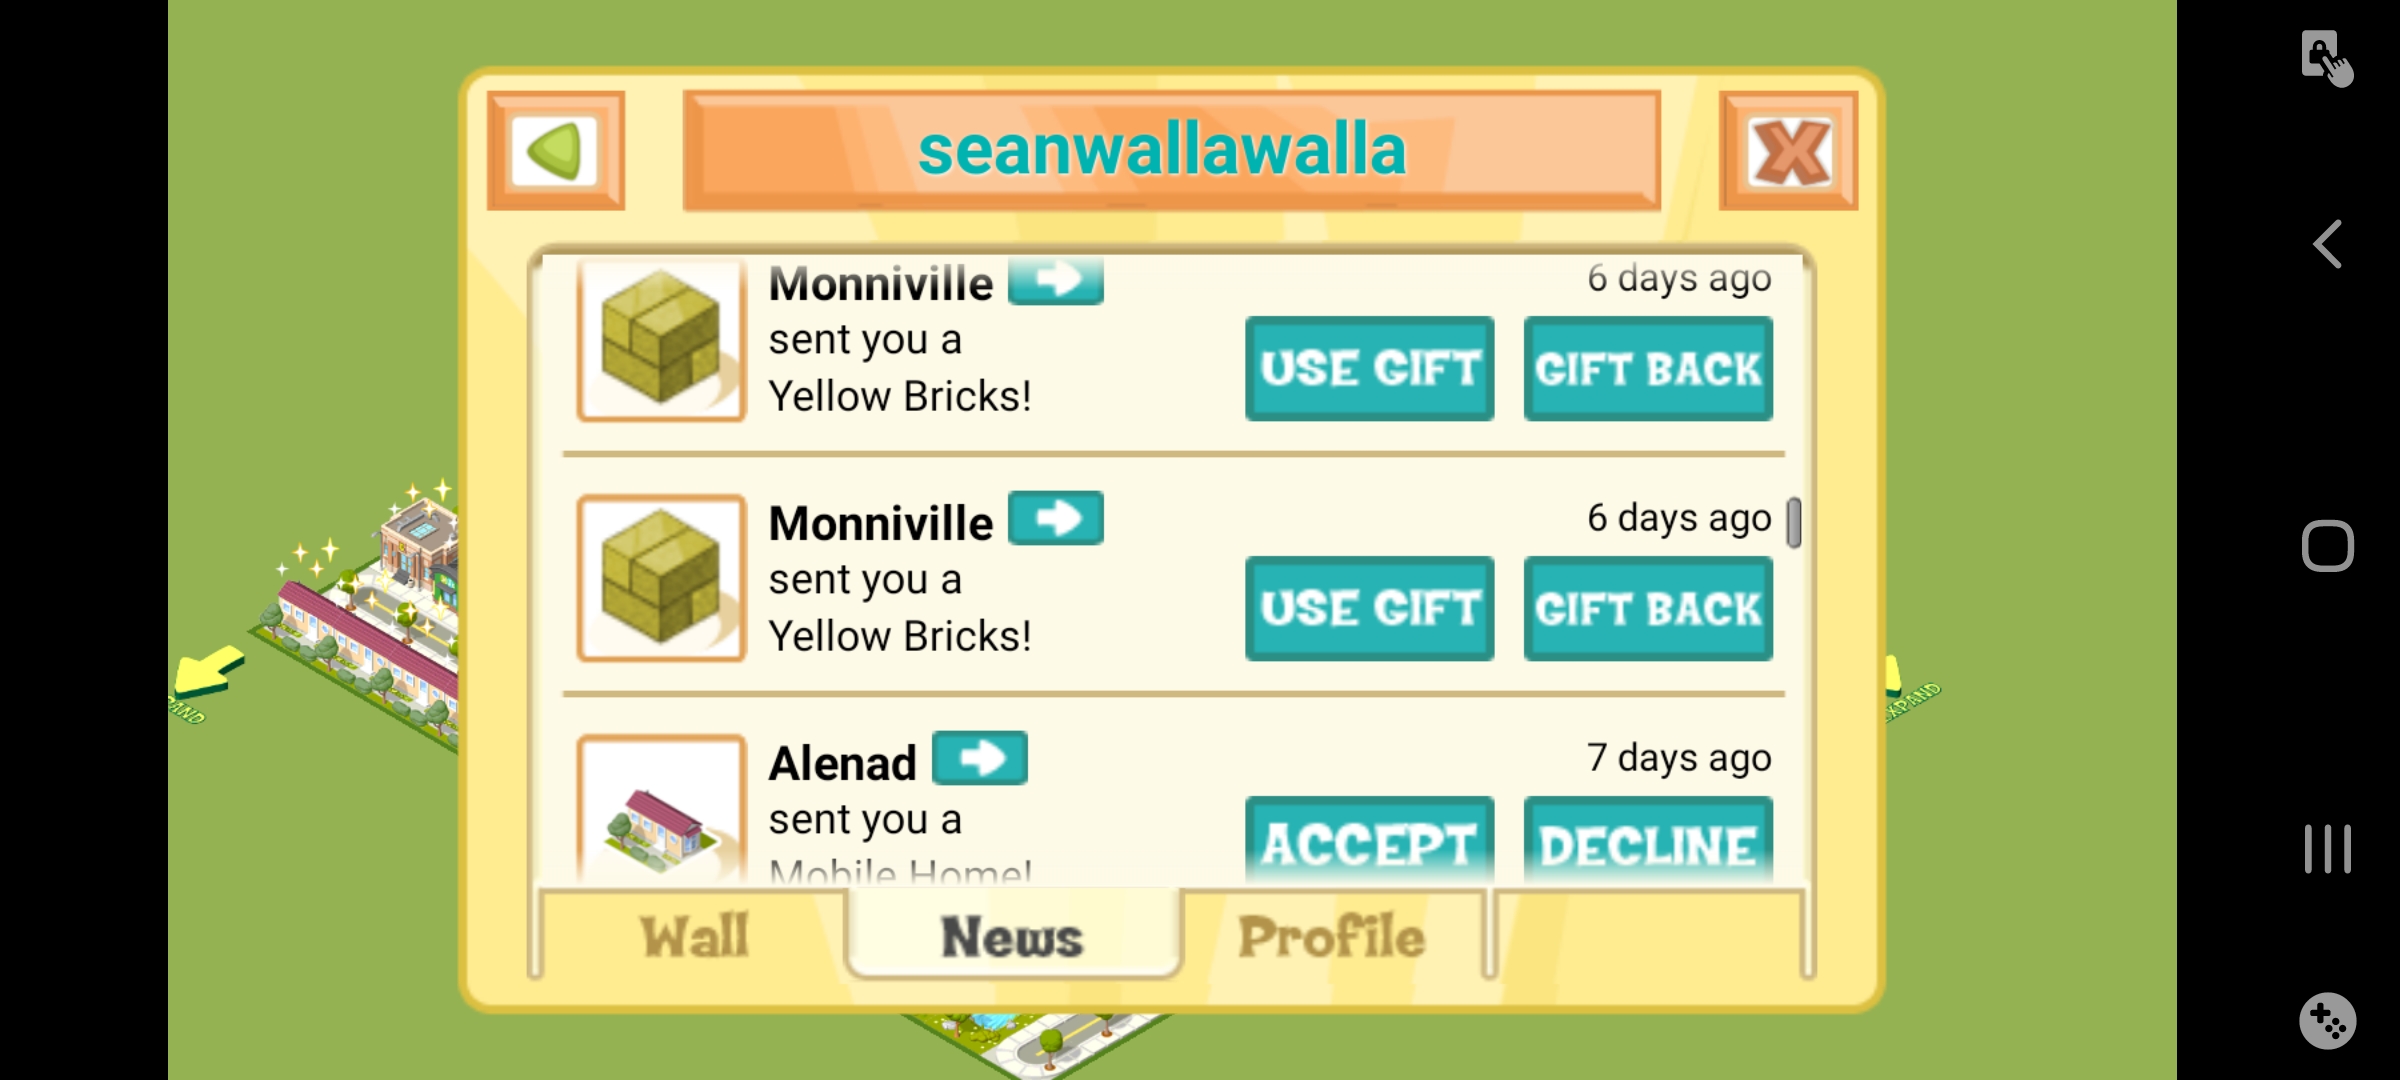 seanwallawalla
Monniville
6 days ago
sent you a
Yellow Bricks!
USE GIFT
GIFT BACK
Monniville
6 days ago
sent you a
Yellow Bricks!
USE GIFT
GIFT BACK
Alenad
7 days ago
sent you a
Mobile Home!
ACCEPT
DECLINE
Wall
News
Profile